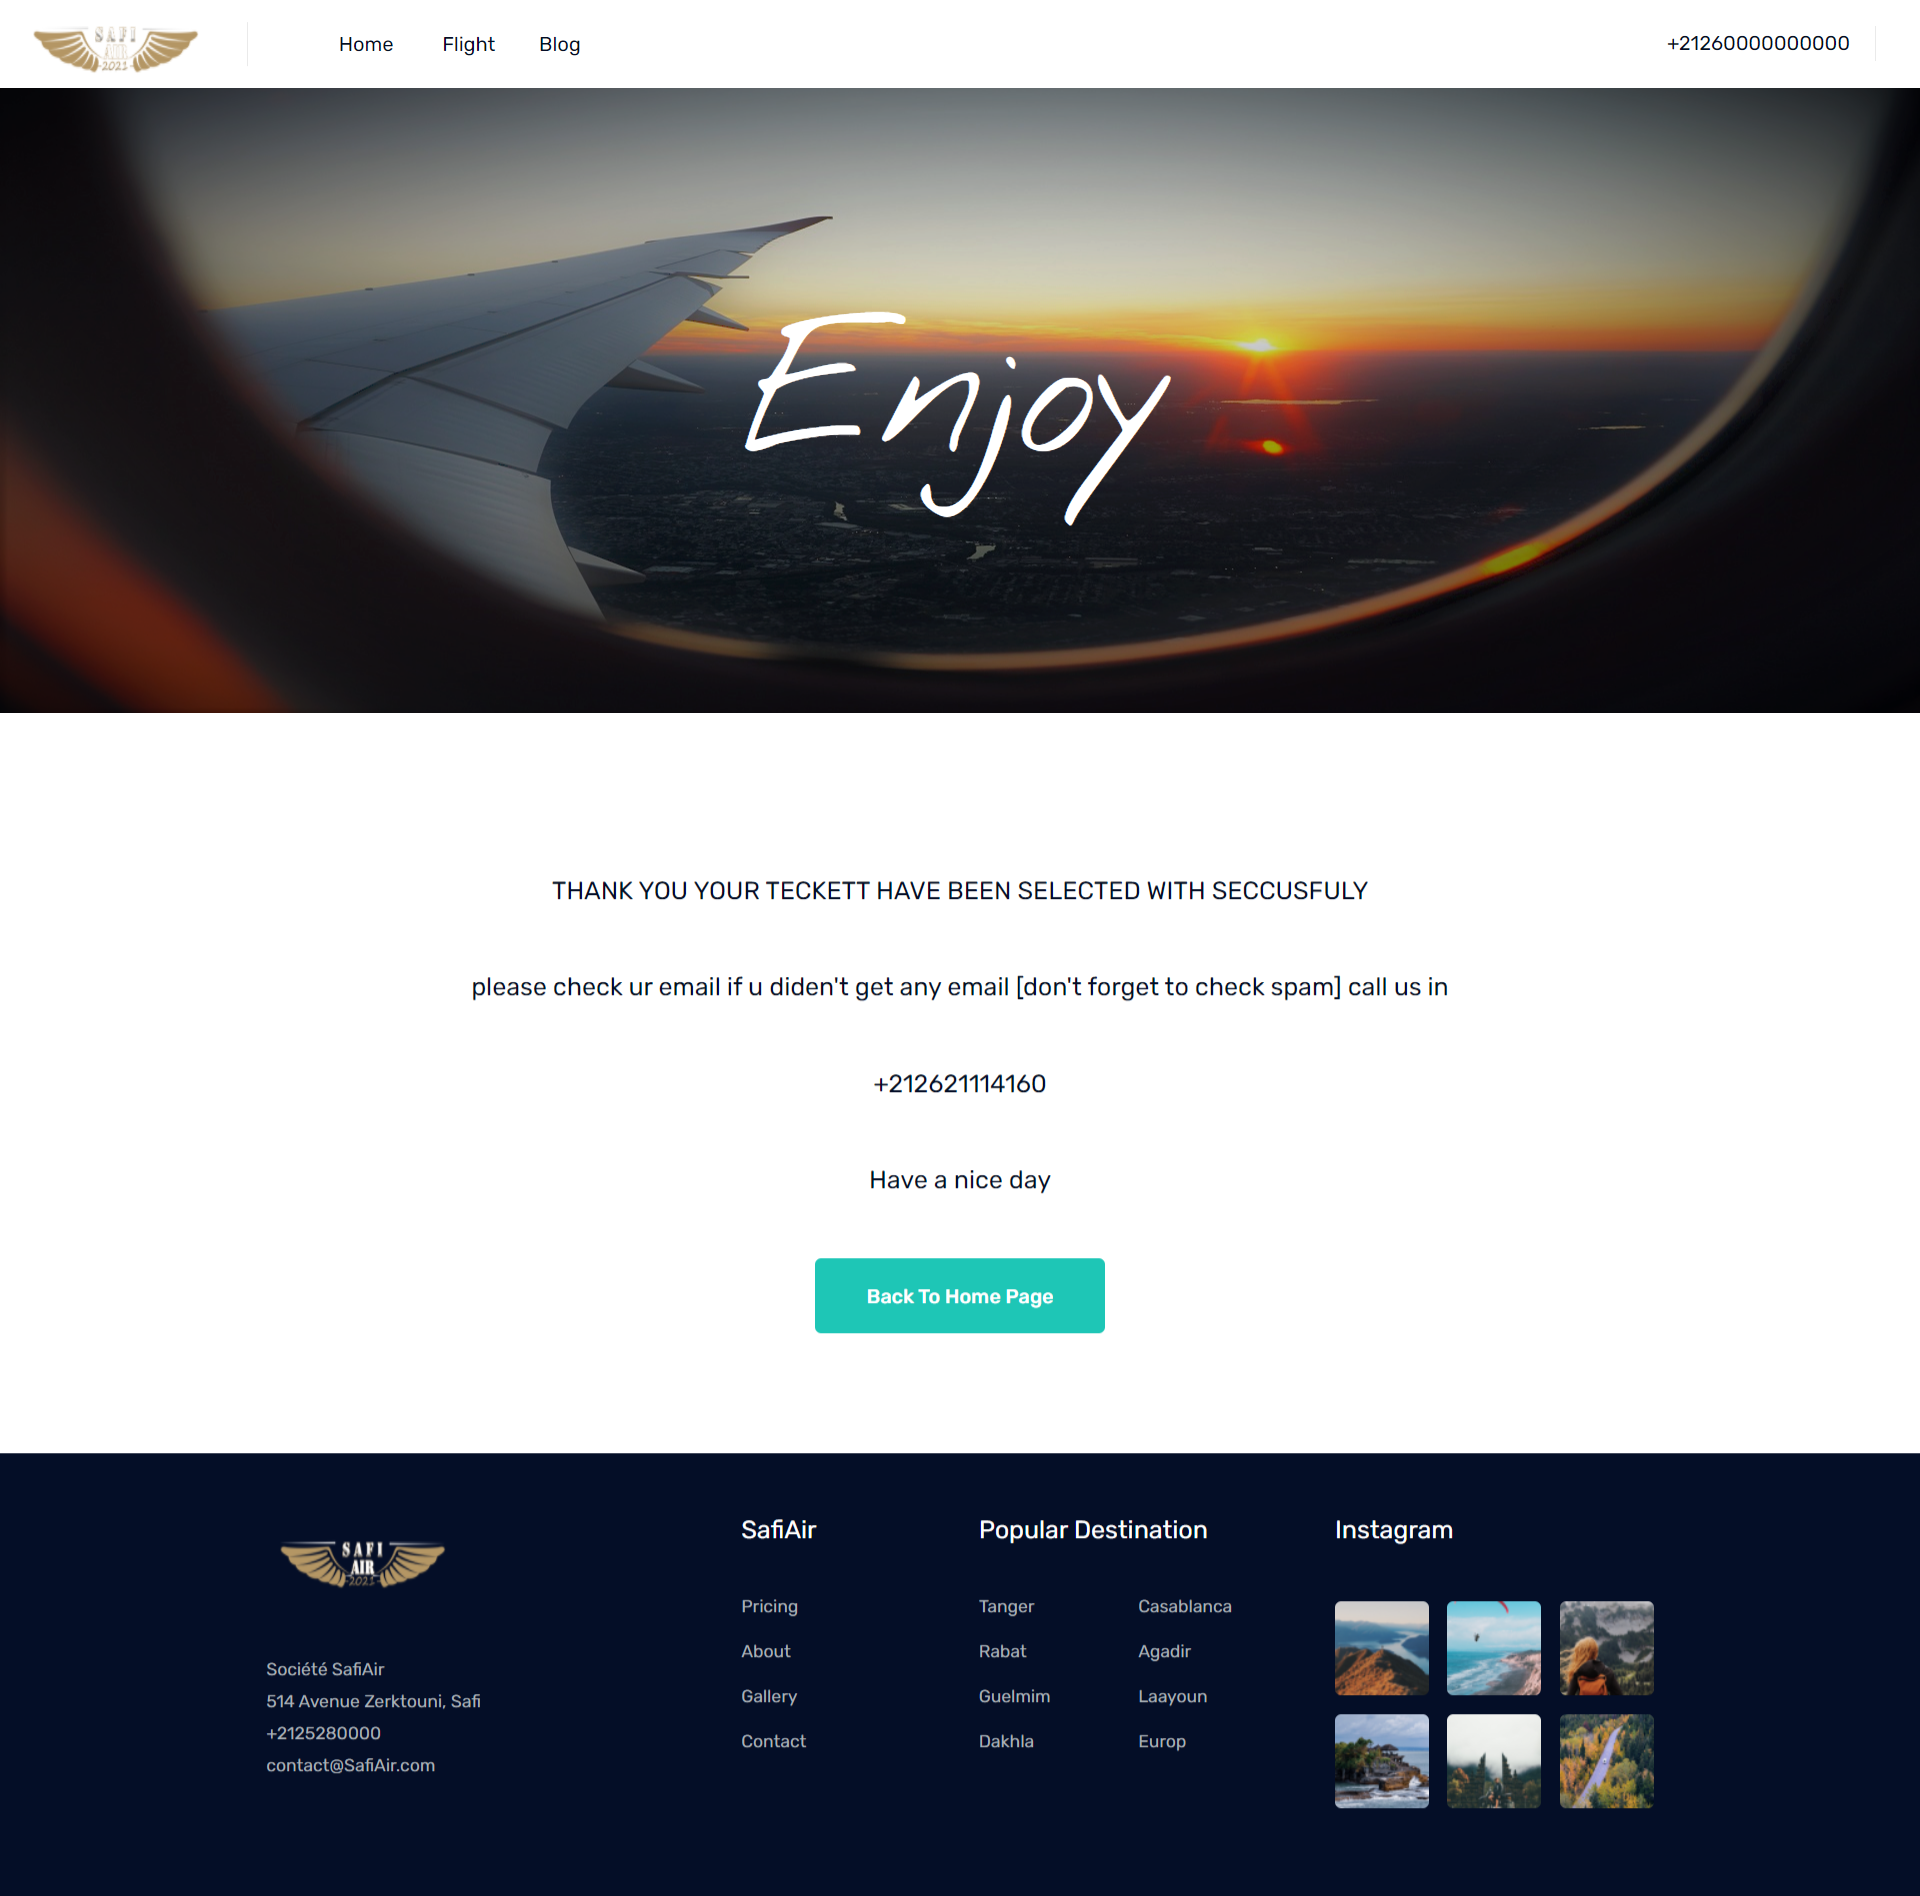 SAFI
AIR
2021
Home
Flight
Blog
+21260000000000
Enjoy
THANK YOU YOUR TECKETT HAVE BEEN SELECTED WITH SECCUSFULY
please check ur email if u diden't get any email [don't forget to check spam] call us in
+212621114160
Have a nice day
Back To Home Page
SAFI
AIR
2021
Société SafiAir
514 Avenue Zerktouni, Safi
+2125280000
contact@SafiAir.com
SafiAir
Pricing
About
Gallery
Contact
Popular Destination
Tanger
Rabat
Guelmim
Dakhla
Casablanca
Agadir
Laayoun
Europ
Instagram